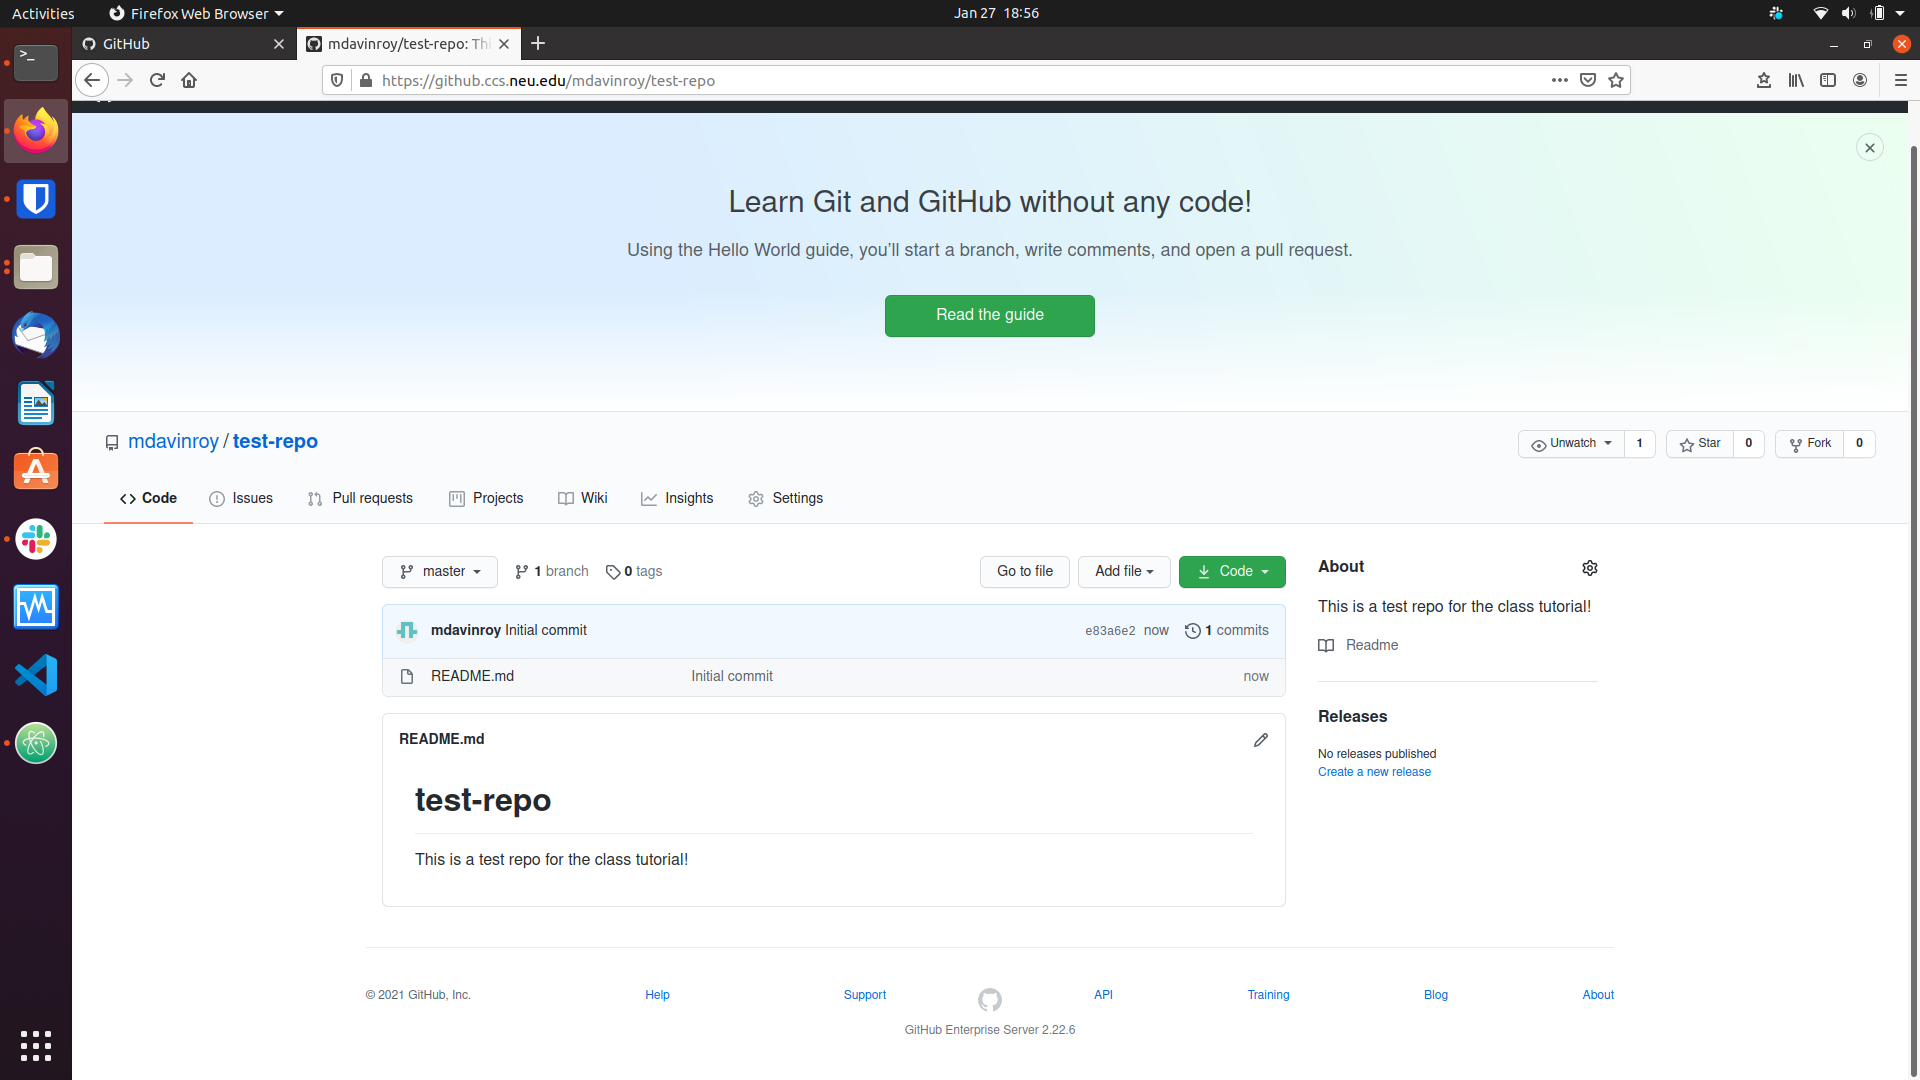 Activities Firefox Web Browser Jan 27 18:56
GitHub mdavinroy/test-repo: Th
https://github.ccs.neu.edu/mdavinroy/test-repo
Learn Git and GitHub without any code!
Using the Hello World guide, you’ll start a branch, write comments, and open a pull request.
Read the guide
mdavinroy / test-repo Unwatch 1 Star 0 Fork 0
Code Issues Pull requests Projects Wiki Insights Settings
master 1 branch 0 tags Go to file Add file Code
mdavinroy Initial commit e83a6e2 now 1 commits
README.md Initial commit now
README.md
test-repo
This is a test repo for the class tutorial!
About
This is a test repo for the class tutorial!
Readme
Releases
No releases published
Create a new release
© 2021 GitHub, Inc. Help Support API Training Blog About
GitHub Enterprise Server 2.22.6